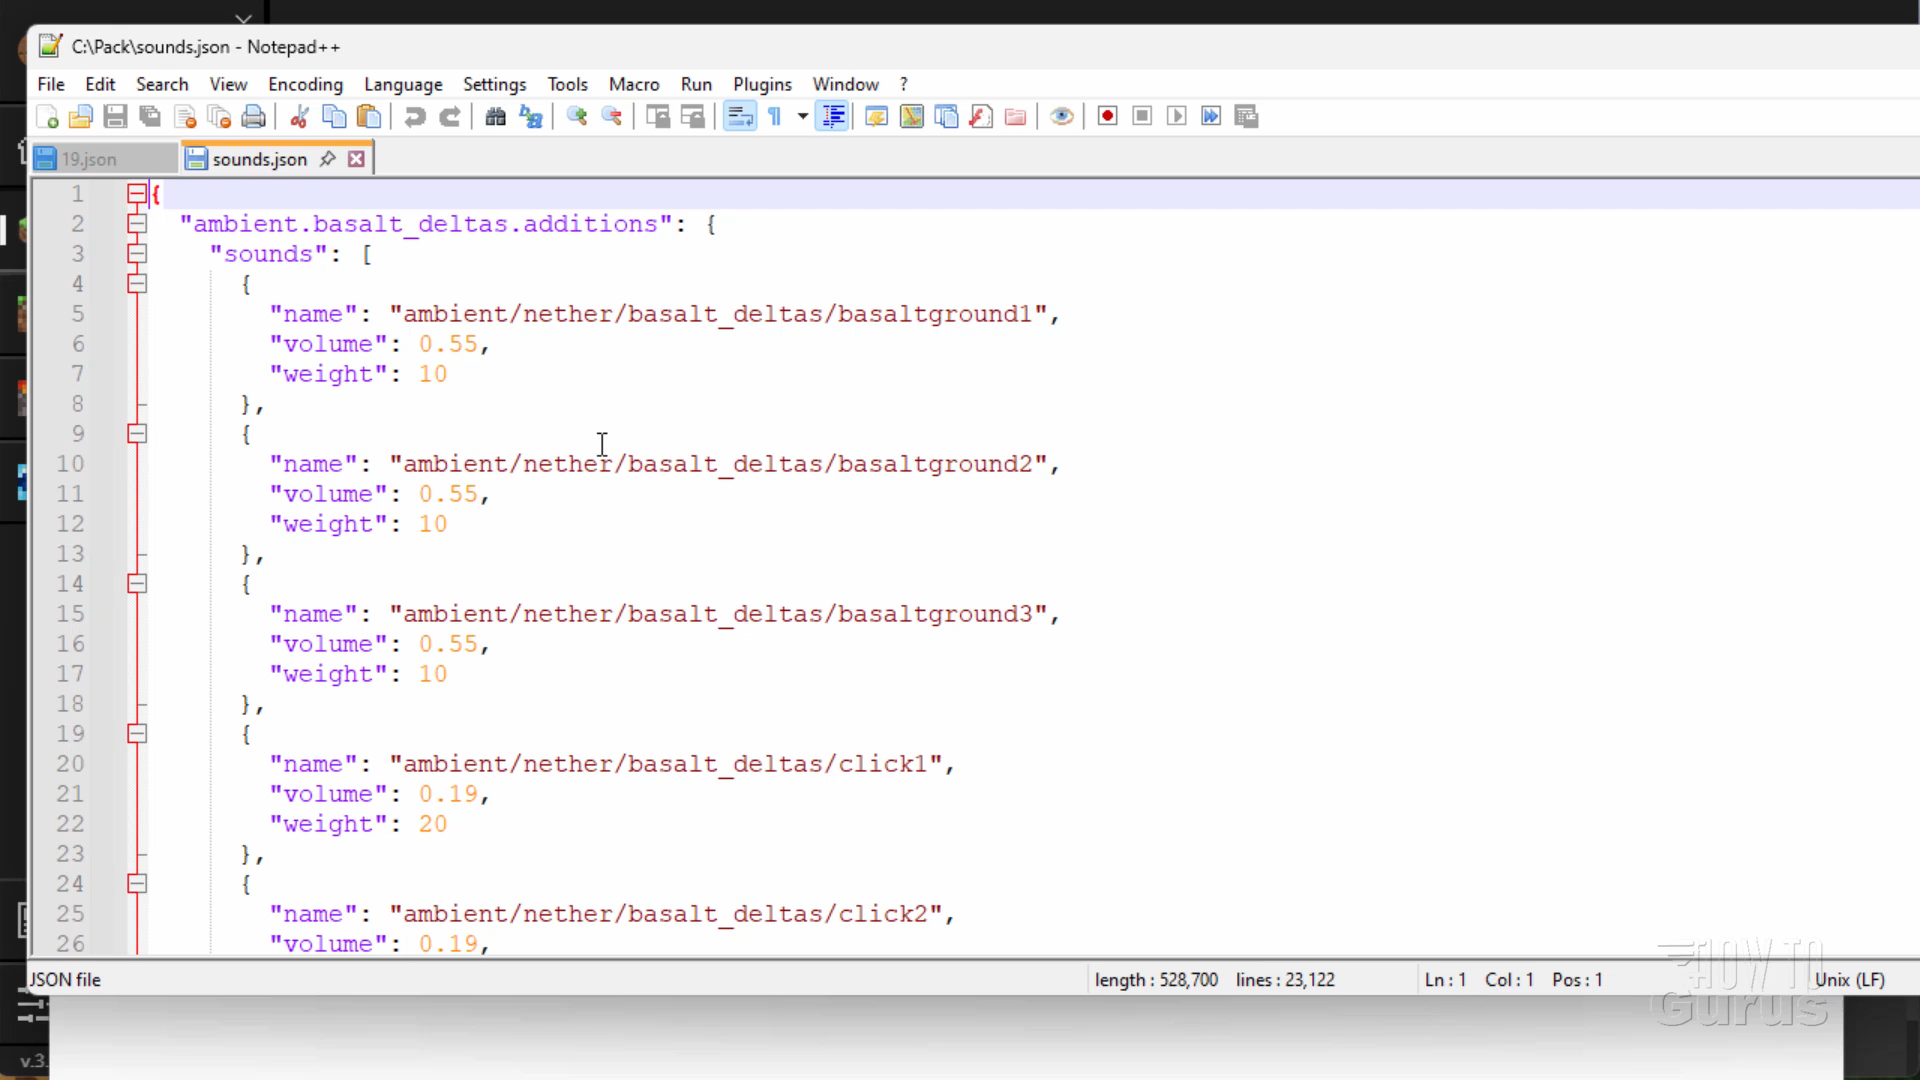 C:\Pack\sounds.json - Notepad++
File Edit Search View Encoding Language Settings Tools Macro Run Plugins Window ?
19.json sounds.json
1 {
2 "ambient.basalt_deltas.additions": {
3 "sounds": [
4 {
5 "name": "ambient/nether/basalt_deltas/basaltground1",
6 "volume": 0.55,
7 "weight": 10
8 },
9 {
10 "name": "ambient/nether/basalt_deltas/basaltground2",
11 "volume": 0.55,
12 "weight": 10
13 },
14 {
15 "name": "ambient/nether/basalt_deltas/basaltground3",
16 "volume": 0.55,
17 "weight": 10
18 },
19 {
20 "name": "ambient/nether/basalt_deltas/click1",
21 "volume": 0.19,
22 "weight": 20
23 },
24 {
25 "name": "ambient/nether/basalt_deltas/click2",
26 "volume": 0.19,
JSON file length : 528,700 lines : 23,122 Ln : 1 Col : 1 Pos : 1 Unix (LF)
HOW TO
Gurus
v.3.